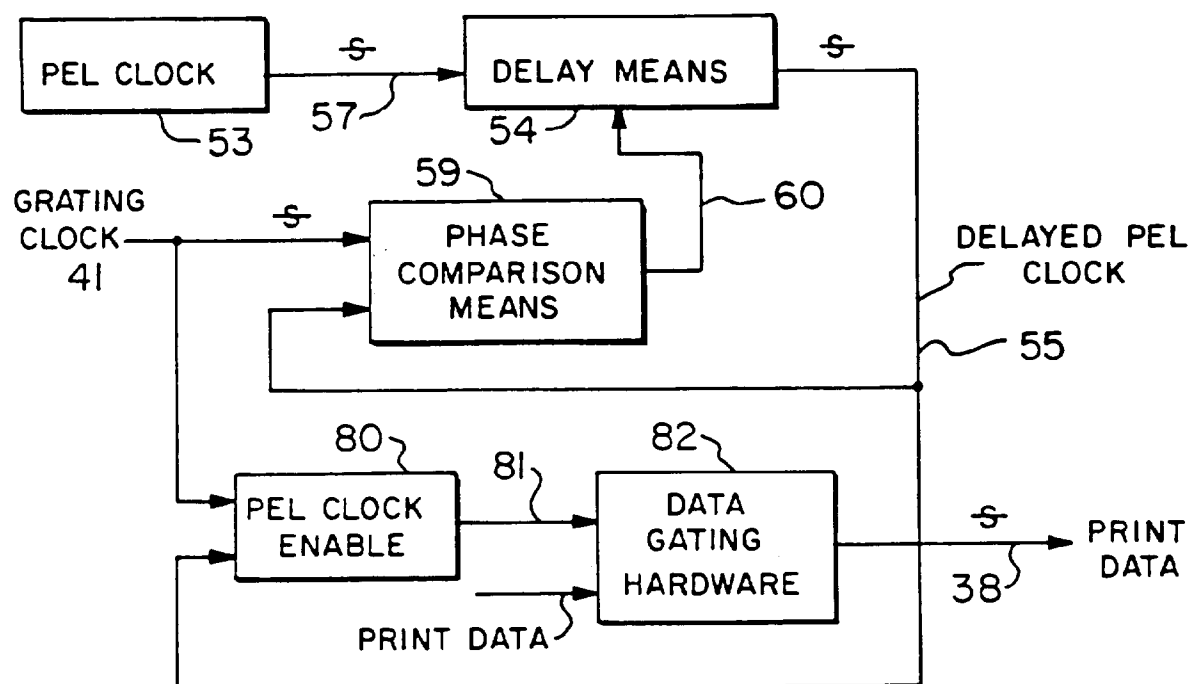 PEL CLOCK
53
S
57
DELAY MEANS
54
S
GRATING
CLOCK
41
S
59
PHASE
COMPARISON
MEANS
60
DELAYED PEL
CLOCK
55
80
PEL CLOCK
ENABLE
81
82
DATA
GATING
HARDWARE
PRINT DATA
S
38
PRINT
DATA